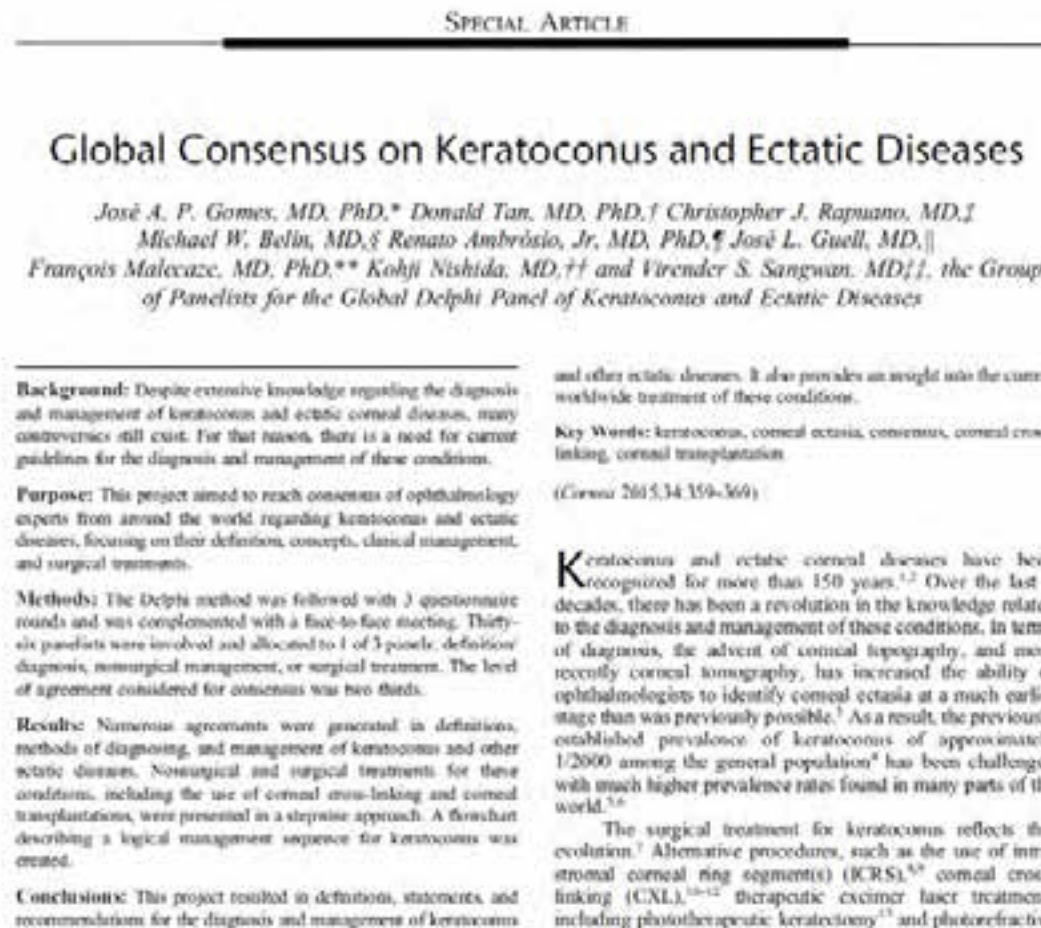 SPECIAL ARTICLE
Global Consensus on Keratoconus and Ectatic Diseases
José A. P. Gomes, MD, PhD,* Donald Tan, MD, PhD,† Christopher J. Rapuano, MD,‡
Michael W. Belin, MD,§ Renato Ambrósio, Jr, MD, PhD,¶ José L. Guell, MD,||
François Malecaze, MD, PhD,** Kohji Nishida, MD,†† and Virender S. Sangwan, MD‡‡, the Group
of Panelists for the Global Delphi Panel of Keratoconus and Ectatic Diseases
Background: Despite extensive knowledge regarding the diagnosis
and management of keratoconus and ectatic corneal diseases, many
controversies still exist. For that reason, there is a need for current
guidelines for the diagnosis and management of these conditions.
Purpose: This project aimed to reach consensus of ophthalmology
experts from around the world regarding keratoconus and ectatic
diseases, focusing on their definition, concepts, clinical management,
and surgical treatments.
Methods: The Delphi method was followed with 3 questionnaire
rounds and was complemented with a face-to-face meeting. Thirty-
six panelists were involved and allocated to 1 of 3 panels: definition/
diagnosis, nonsurgical management, or surgical treatment. The level
of agreement considered for consensus was two thirds.
Results: Numerous agreements were generated in definitions,
methods of diagnosing, and management of keratoconus and other
ectatic diseases. Nonsurgical and surgical treatments for these
conditions, including the use of corneal cross-linking and corneal
transplantations, were presented in a stepwise approach. A flowchart
describing a logical management sequence for keratoconus was
created.
Conclusions: This project resulted in definitions, statements, and
recommendations for the diagnosis and management of keratoconus
and other ectatic diseases. It also provides an insight into the curre
worldwide treatment of these conditions.
Key Words: keratoconus, corneal ectasia, consensus, corneal cros
linking, corneal transplantation
(Cornea 2015;34:359–369)
Keratoconus and ectatic corneal diseases have bee
recognized for more than 150 years.1,2 Over the last
decades, there has been a revolution in the knowledge relate
to the diagnosis and management of these conditions. In term
of diagnosis, the advent of corneal topography, and mor
recently corneal tomography, has increased the ability
ophthalmologists to identify corneal ectasia at a much earli
stage than was previously possible.3 As a result, the previousl
established prevalence of keratoconus of approximatel
1/2000 among the general population4 has been challenge
with much higher prevalence rates found in many parts of th
world.5,6
The surgical treatment for keratoconus reflects th
evolution.7 Alternative procedures, such as the use of intr
stromal corneal ring segment(s) (ICRS),8,9 corneal cros
linking (CXL),10–12 therapeutic excimer laser treatmen
including phototherapeutic keratectomy13 and photorefractiv